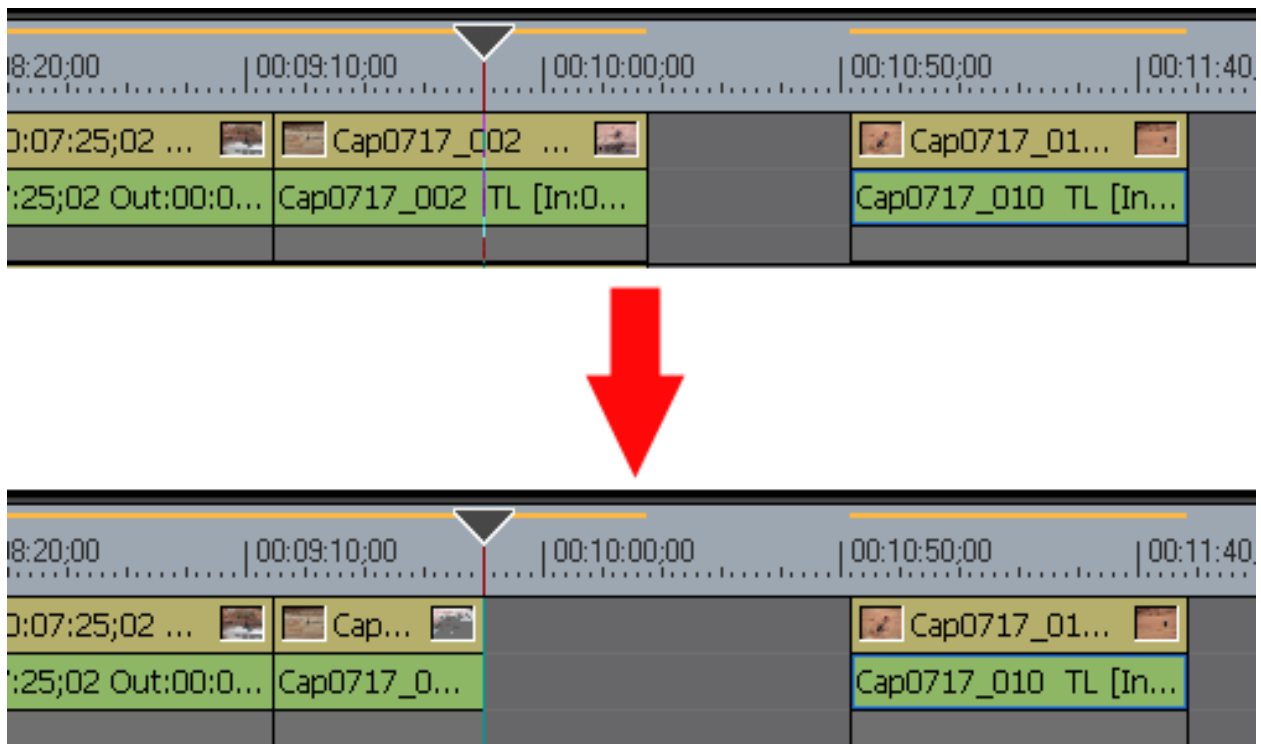 08:20;00 00:09:10;00 00:10:00;00 00:10:50;00 00:11:40
0:07:25;02 ... Cap0717_002 ... Cap0717_01...
:25;02 Out:00:0... Cap0717_002 TL [In:0... Cap0717_010 TL [In...
08:20;00 00:09:10;00 00:10:00;00 00:10:50;00 00:11:40
0:07:25;02 ... Cap... Cap0717_01...
:25;02 Out:00:0... Cap0717_0... Cap0717_010 TL [In...